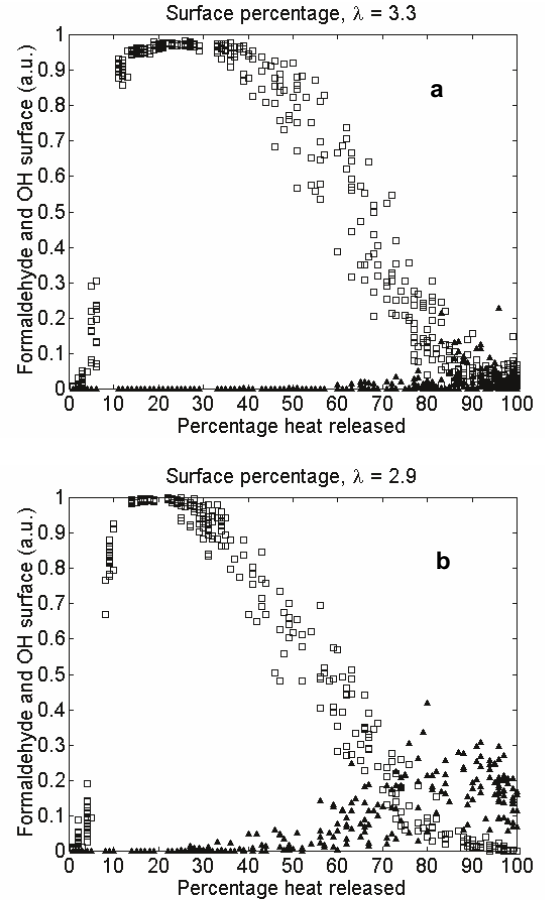 Surface percentage, λ = 3.3
Formaldehyde and OH surface (a.u.)
1
0.9
0.8
0.7
0.6
0.5
0.4
0.3
0.2
0.1
0
a
0 10 20 30 40 50 60 70 80 90 100
Percentage heat released
Surface percentage, λ = 2.9
Formaldehyde and OH surface (a.u.)
1
0.9
0.8
0.7
0.6
0.5
0.4
0.3
0.2
0.1
0
b
0 10 20 30 40 50 60 70 80 90 100
Percentage heat released